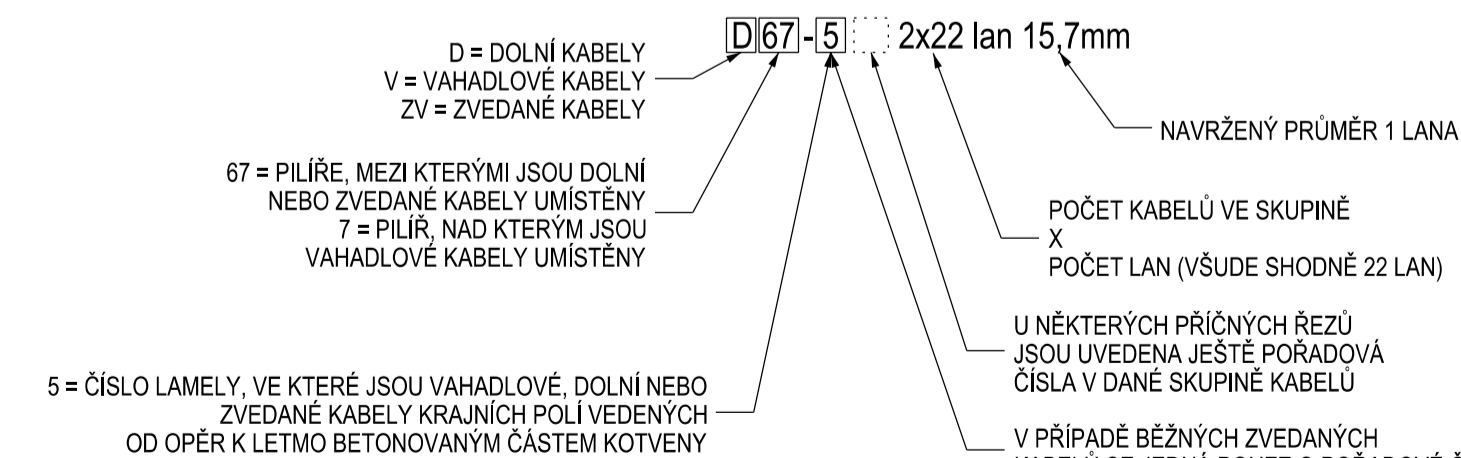 D 67 - 5 2x22 lan 15,7mm
D = DOLNÍ KABELY
V = VAHADLOVÉ KABELY
ZV = ZVEDANÉ KABELY
NAVRŽENÝ PRŮMĚR 1 LANA
67 = PILÍŘE, MEZI KTERÝMI JSOU DOLNÍ
NEBO ZVEDANÉ KABELY UMÍSTĚNY
7 = PILÍŘ, NAD KTERÝM JSOU
VAHADLOVÉ KABELY UMÍSTĚNY
POČET KABELŮ VE SKUPINĚ
X
POČET LAN (VŠUDE SHODNĚ 22 LAN)
U NĚKTERÝCH PŘÍČNÝCH ŘEZŮ
JSOU UVEDENA JEŠTĚ POŘADOVÁ
ČÍSLA V DANÉ SKUPINĚ KABELŮ
5 = ČÍSLO LAMELY, VE KTERÉ JSOU VAHADLOVÉ, DOLNÍ NEBO
ZVEDANÉ KABELY KRAJNÍCH POLÍ VEDENÝCH
OD OPĚR K LETMO BETONOVANÝM ČÁSTEM KOTVENY
V PŘÍPADĚ BĚŽNÝCH ZVEDANÝCH